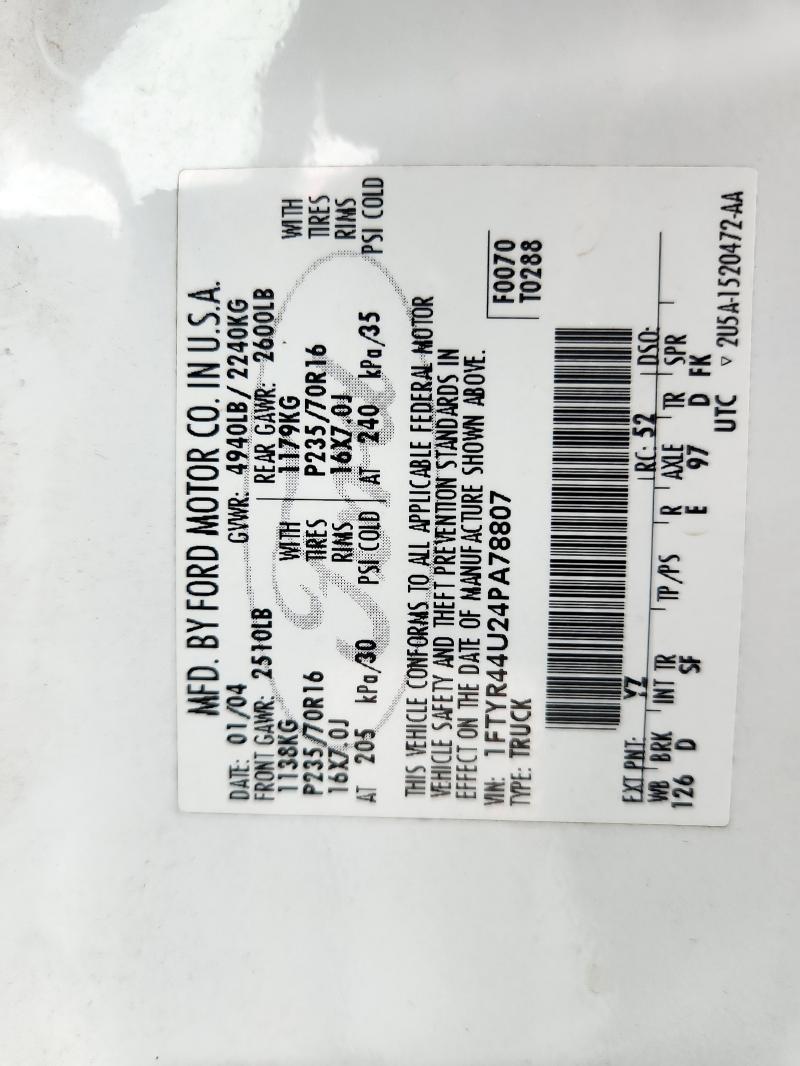 MFD. BY FORD MOTOR CO. IN U.S.A.
DATE: 01/04 GVWR: 4940LB/ 2240KG
FRONT GAWR: 2510LB REAR GAWR: 2600LB
1138KG WITH 1179KG WITH
P235/70R16 TIRES P235/70R16 TIRES
16X7.0J RIMS 16X7.0J RIMS
AT 205 kPa/30 PSI COLD AT 240 kPa/35 PSI COLD
THIS VEHICLE CONFORMS TO ALL APPLICABLE FEDERAL MOTOR
VEHICLE SAFETY AND THEFT PREVENTION STANDARDS IN
EFFECT ON THE DATE OF MANUFACTURE SHOWN ABOVE.
VIN: 1FTYR44U24PA78807 F0070
TYPE: TRUCK T0288
EXT PNT: YZ RC: 52 DSO:
WB BRK INT TR TP/PS R AXLE TR SPR
126 D SF E 97 D FK
UTC ▽ 2U5A-1520472-AA
Ford